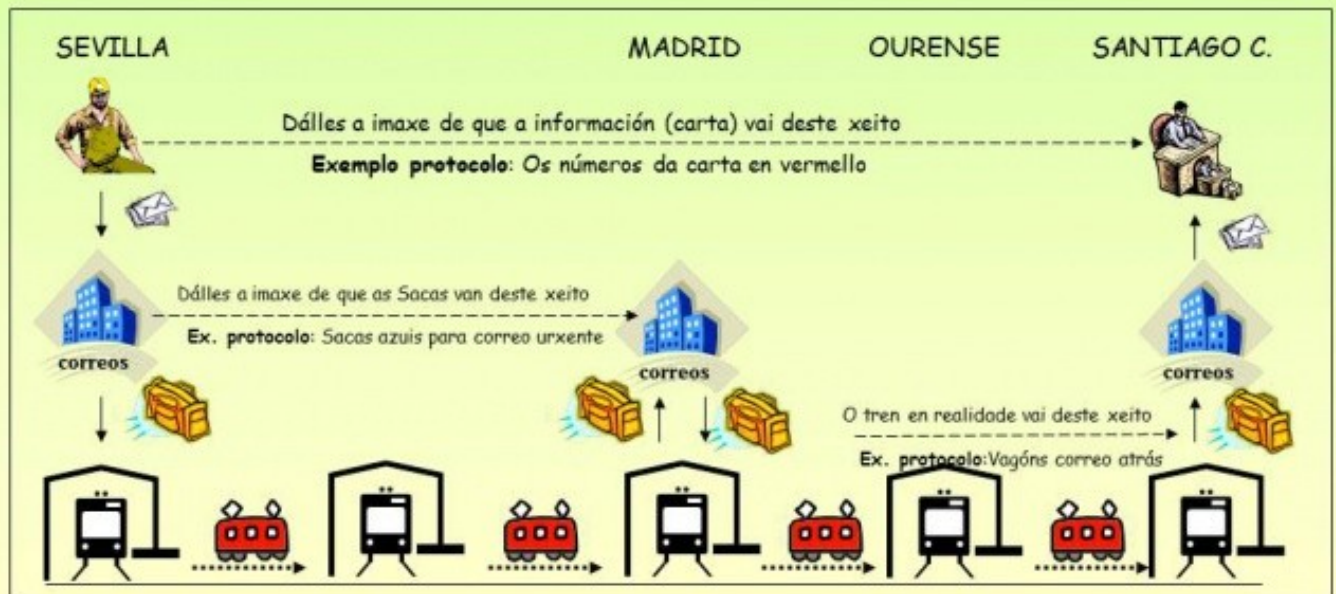 SEVILLA
MADRID
OURENSE
SANTIAGO C.
Dálles a imaxe de que a información (carta) vai deste xeito
Exemplo protocolo: Os números da carta en vermello
Dálles a imaxe de que as Sacas van deste xeito
Ex. protocolo: Sacas azuis para correo urxente
correos
correos
correos
O tren en realidade vai deste xeito
Ex. protocolo:Vagóns correo atrás